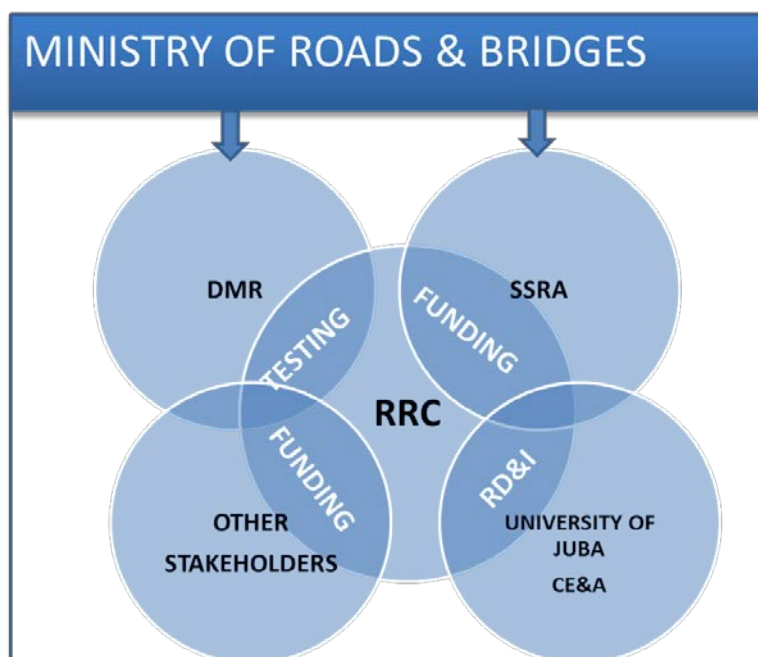 MINISTRY OF ROADS & BRIDGES
DMR
SSRA
TESTING
FUNDING
RRC
FUNDING
RD&I
OTHER
STAKEHOLDERS
UNIVERSITY OF
JUBA
CE&A